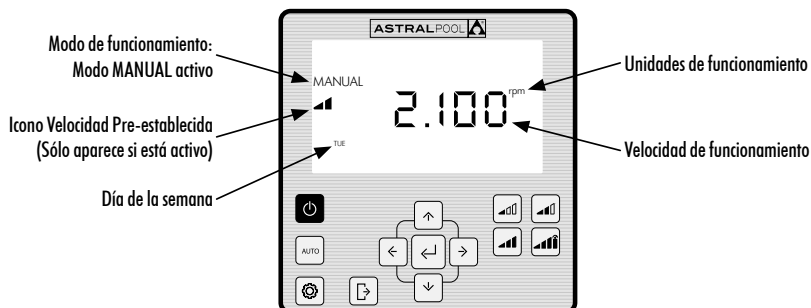 ASTRALPOOL
Modo de funcionamiento:
Modo MANUAL activo
MANUAL
2.100
rpm
Unidades de funcionamiento
Icono Velocidad Pre-establecida
(Sólo aparece si está activo)
TUE
Velocidad de funcionamiento
Día de la semana
AUTO